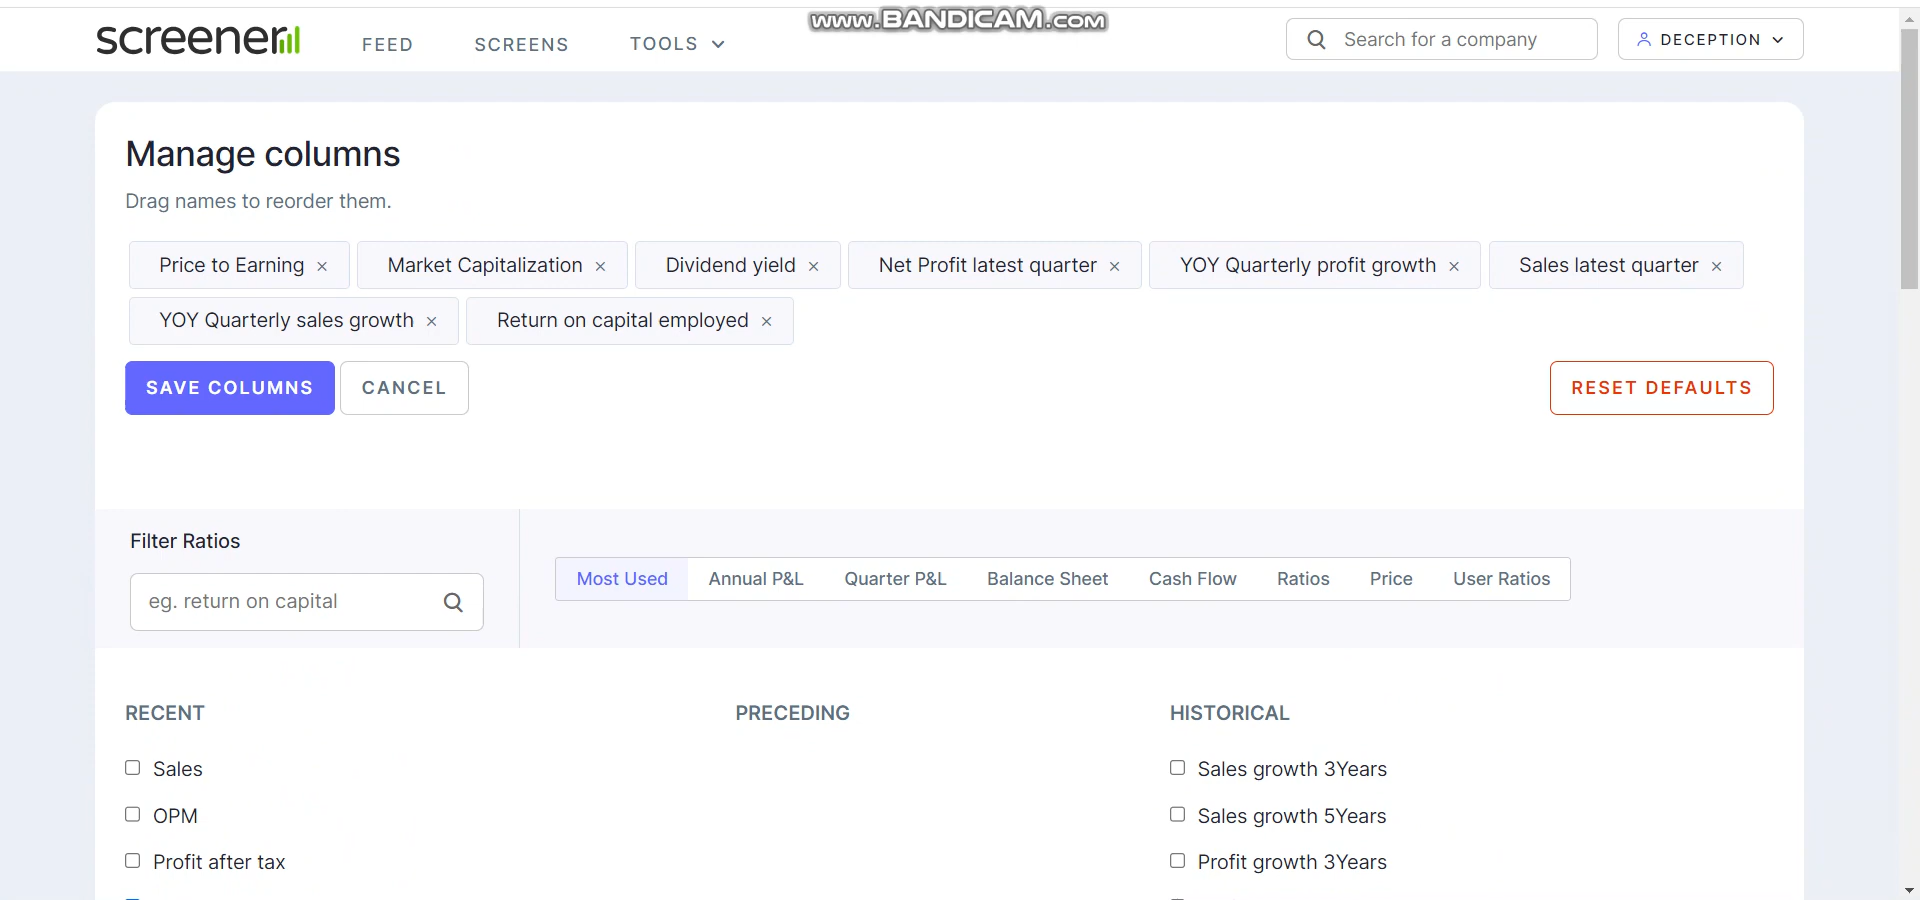 www.BANDICAM.com
screener
FEED
SCREENS
TOOLS
Search for a company
DECEPTION
Manage columns
Drag names to reorder them.
Price to Earning ×
Market Capitalization ×
Dividend yield ×
Net Profit latest quarter ×
YOY Quarterly profit growth ×
Sales latest quarter ×
YOY Quarterly sales growth ×
Return on capital employed ×
SAVE COLUMNS
CANCEL
RESET DEFAULTS
Filter Ratios
eg. return on capital
Most Used
Annual P&L
Quarter P&L
Balance Sheet
Cash Flow
Ratios
Price
User Ratios
RECENT
Sales
OPM
Profit after tax
PRECEDING
HISTORICAL
Sales growth 3Years
Sales growth 5Years
Profit growth 3Years